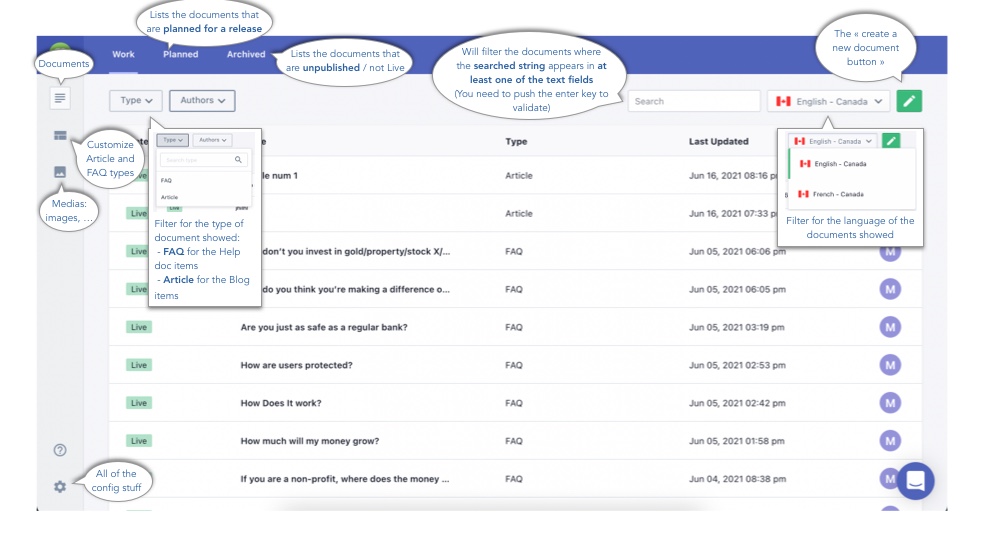 Lists the documents that
are planned for a release
Work
Planned
Archived
Lists the documents that
are unpublished / not Live
Will filter the documents where
the searched string appears in at
least one of the text fields
(You need to push the enter key to
validate)
The « create a
new document
button »
Documents
Type
Authors
Search
English - Canada
Customize
Article and
FAQ types
Medias:
images, ...
Type
Authors
Search type
FAQ
Article
Live
Filter for the type of
document showed:
- FAQ for the Help
doc items
- Article for the Blog
items
English - Canada
English - Canada
French - Canada
Filter for the language of the
documents showed
Type
Last Updated
le num 1
Article
Jun 16, 2021 08:16 p
Live
Article
Jun 16, 2021 07:33 p
Live
don't you invest in gold/property/stock X/...
FAQ
Jun 05, 2021 06:06 pm
M
Live
do you think you're making a difference o...
FAQ
Jun 05, 2021 06:05 pm
M
Live
Are you just as safe as a regular bank?
FAQ
Jun 05, 2021 03:19 pm
M
Live
How are users protected?
FAQ
Jun 05, 2021 02:53 pm
M
Live
How Does It work?
FAQ
Jun 05, 2021 02:42 pm
M
Live
How much will my money grow?
FAQ
Jun 05, 2021 01:58 pm
M
Live
If you are a non-profit, where does the money ...
FAQ
Jun 04, 2021 08:38 pm
M
All of the
config stuff